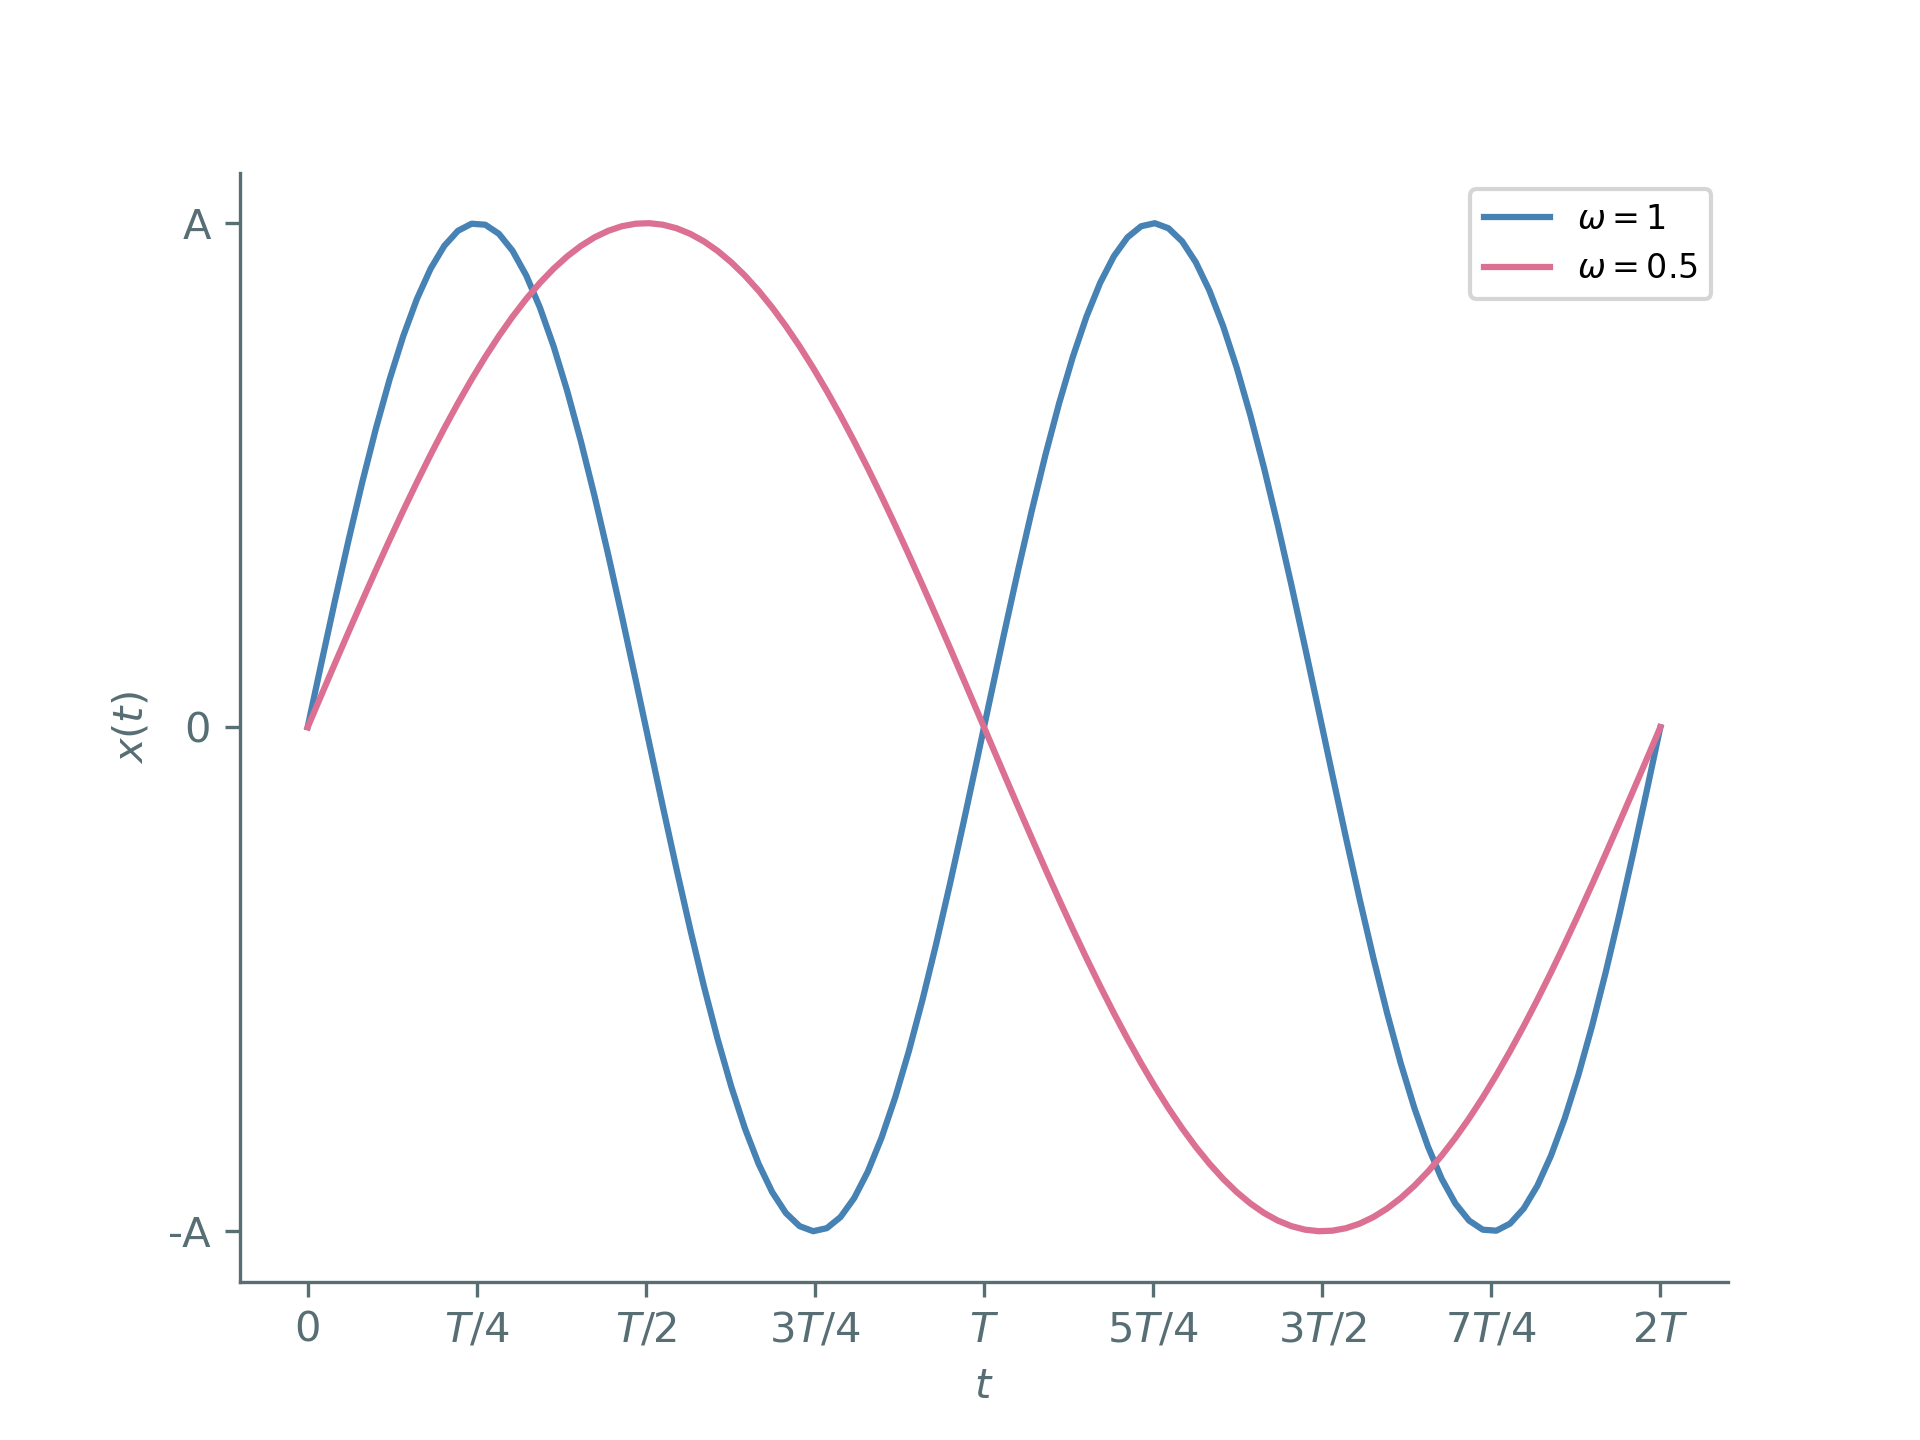 ω = 1
ω = 0.5
A
0
-A
x(t)
0 T/4 T/2 3T/4 T 5T/4 3T/2 7T/4 2T
t